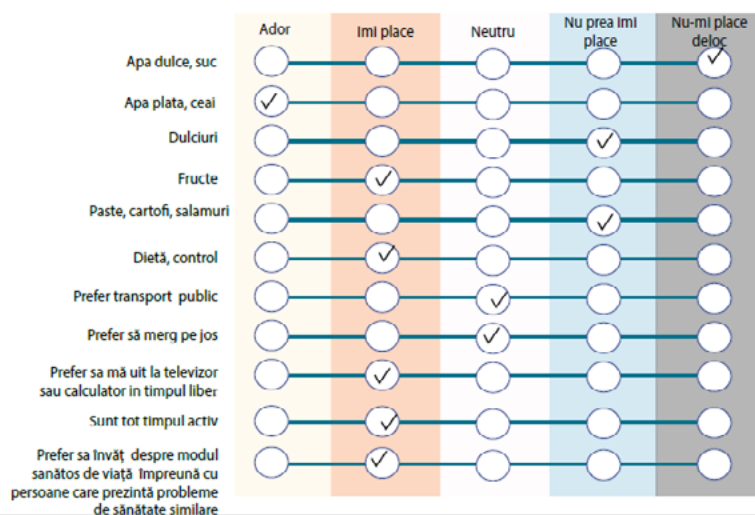 Ador
Imi place
Neutru
Nu prea imi
place
Nu-mi place
deloc
Apa dulce, suc
Apa plata, ceai
Dulciuri
Fructe
Paste, cartofi, salamuri
Dietă, control
Prefer transport public
Prefer să merg pe jos
Prefer sa mă uit la televizor
sau calculator in timpul liber
Sunt tot timpul activ
Prefer sa învăț despre modul
sanătos de viață împreună cu
persoane care prezintă probleme
de sănătate similare